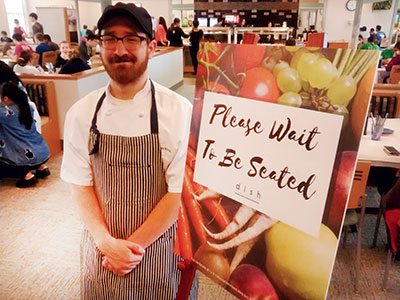 Please Wait
To Be Seated
dish